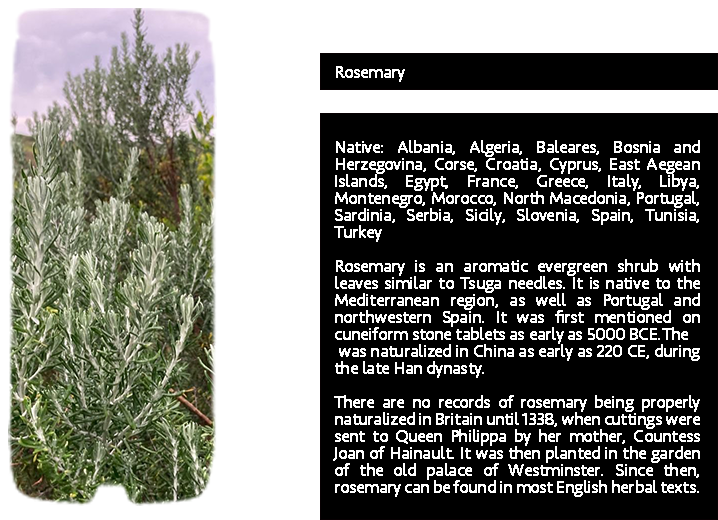 Rosemary
Native: Albania, Algeria, Baleares, Bosnia and
Herzegovina, Corse, Croatia, Cyprus, East Aegean
Islands, Egypt, France, Greece, Italy, Libya,
Montenegro, Morocco, North Macedonia, Portugal,
Sardinia, Serbia, Sicily, Slovenia, Spain, Tunisia,
Turkey
Rosemary is an aromatic evergreen shrub with
leaves similar to Tsuga needles. It is native to the
Mediterranean region, as well as Portugal and
northwestern Spain. It was first mentioned on
cuneiform stone tablets as early as 5000 BCE.The
was naturalized in China as early as 220 CE, during
the late Han dynasty.
There are no records of rosemary being properly
naturalized in Britain until 1338, when cuttings were
sent to Queen Philippa by her mother, Countess
Joan of Hainault. It was then planted in the garden
of the old palace of Westminster. Since then,
rosemary can be found in most English herbal texts.